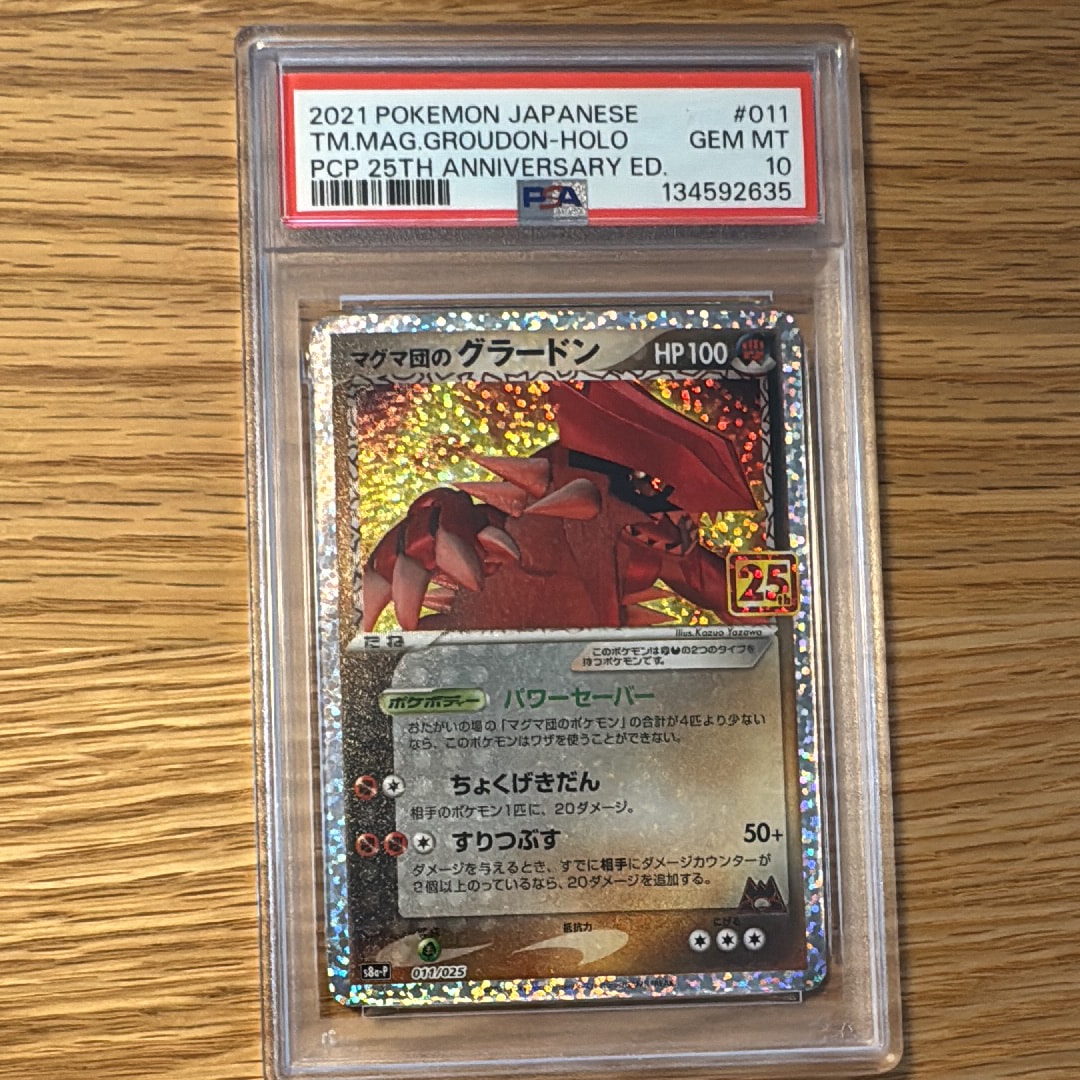 2021 POKEMON JAPANESE #011
TM.MAG.GROUDON-HOLO GEM MT
PCP 25TH ANNIVERSARY ED. 10
PSA 134592635
マグマ団の グラードン HP100
25th
たね Illus.Kazuo Yazawa
このポケモンは の2つのタイプを
持つポケモンです。
ポケボディー パワーセーバー
おたがいの場の「マグマ団のポケモン」の合計が4匹より少ない
なら、このポケモンはワザを使うことができない。
ちょくげきだん
相手のポケモン1匹に、20ダメージ。
すりつぶす 50+
ダメージを与えるとき、すでに相手にダメージカウンターが
2個以上のっているなら、20ダメージを追加する。
抵抗力 にげる
s8a-P 011/025